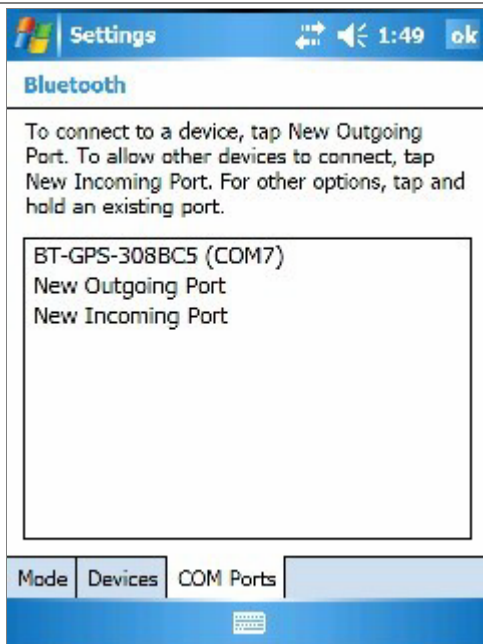 Settings 1:49 ok
Bluetooth
To connect to a device, tap New Outgoing
Port. To allow other devices to connect, tap
New Incoming Port. For other options, tap and
hold an existing port.
BT-GPS-308BC5 (COM7)
New Outgoing Port
New Incoming Port
Mode Devices COM Ports